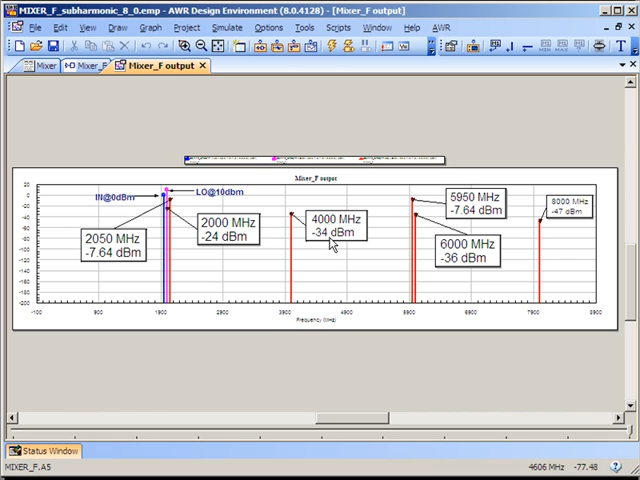 MIXER_F_subharmonic_8_0.emp - AWR Design Environment (8.0.4128) - [Mixer_F output]
File Edit View Draw Graph Simulate Options Tools Scripts Window Help AWR
Mixer Mixer_F Mixer_F output
Mixer_F output
IN@0dBm
LO@10dbm
2050 MHz
-7.64 dBm
2000 MHz
-24 dBm
4000 MHz
-34 dBm
5950 MHz
-7.64 dBm
6000 MHz
-36 dBm
8000 MHz
-47 dBm
20
0
-20
-40
-60
-80
-100
-120
-140
-160
-180
-200
-100 900 1900 2900 3900 4900 5900 6900 7900 8900
Frequency (MHz)
Status Window
MIXER_F.A5 4606 MHz -77.48